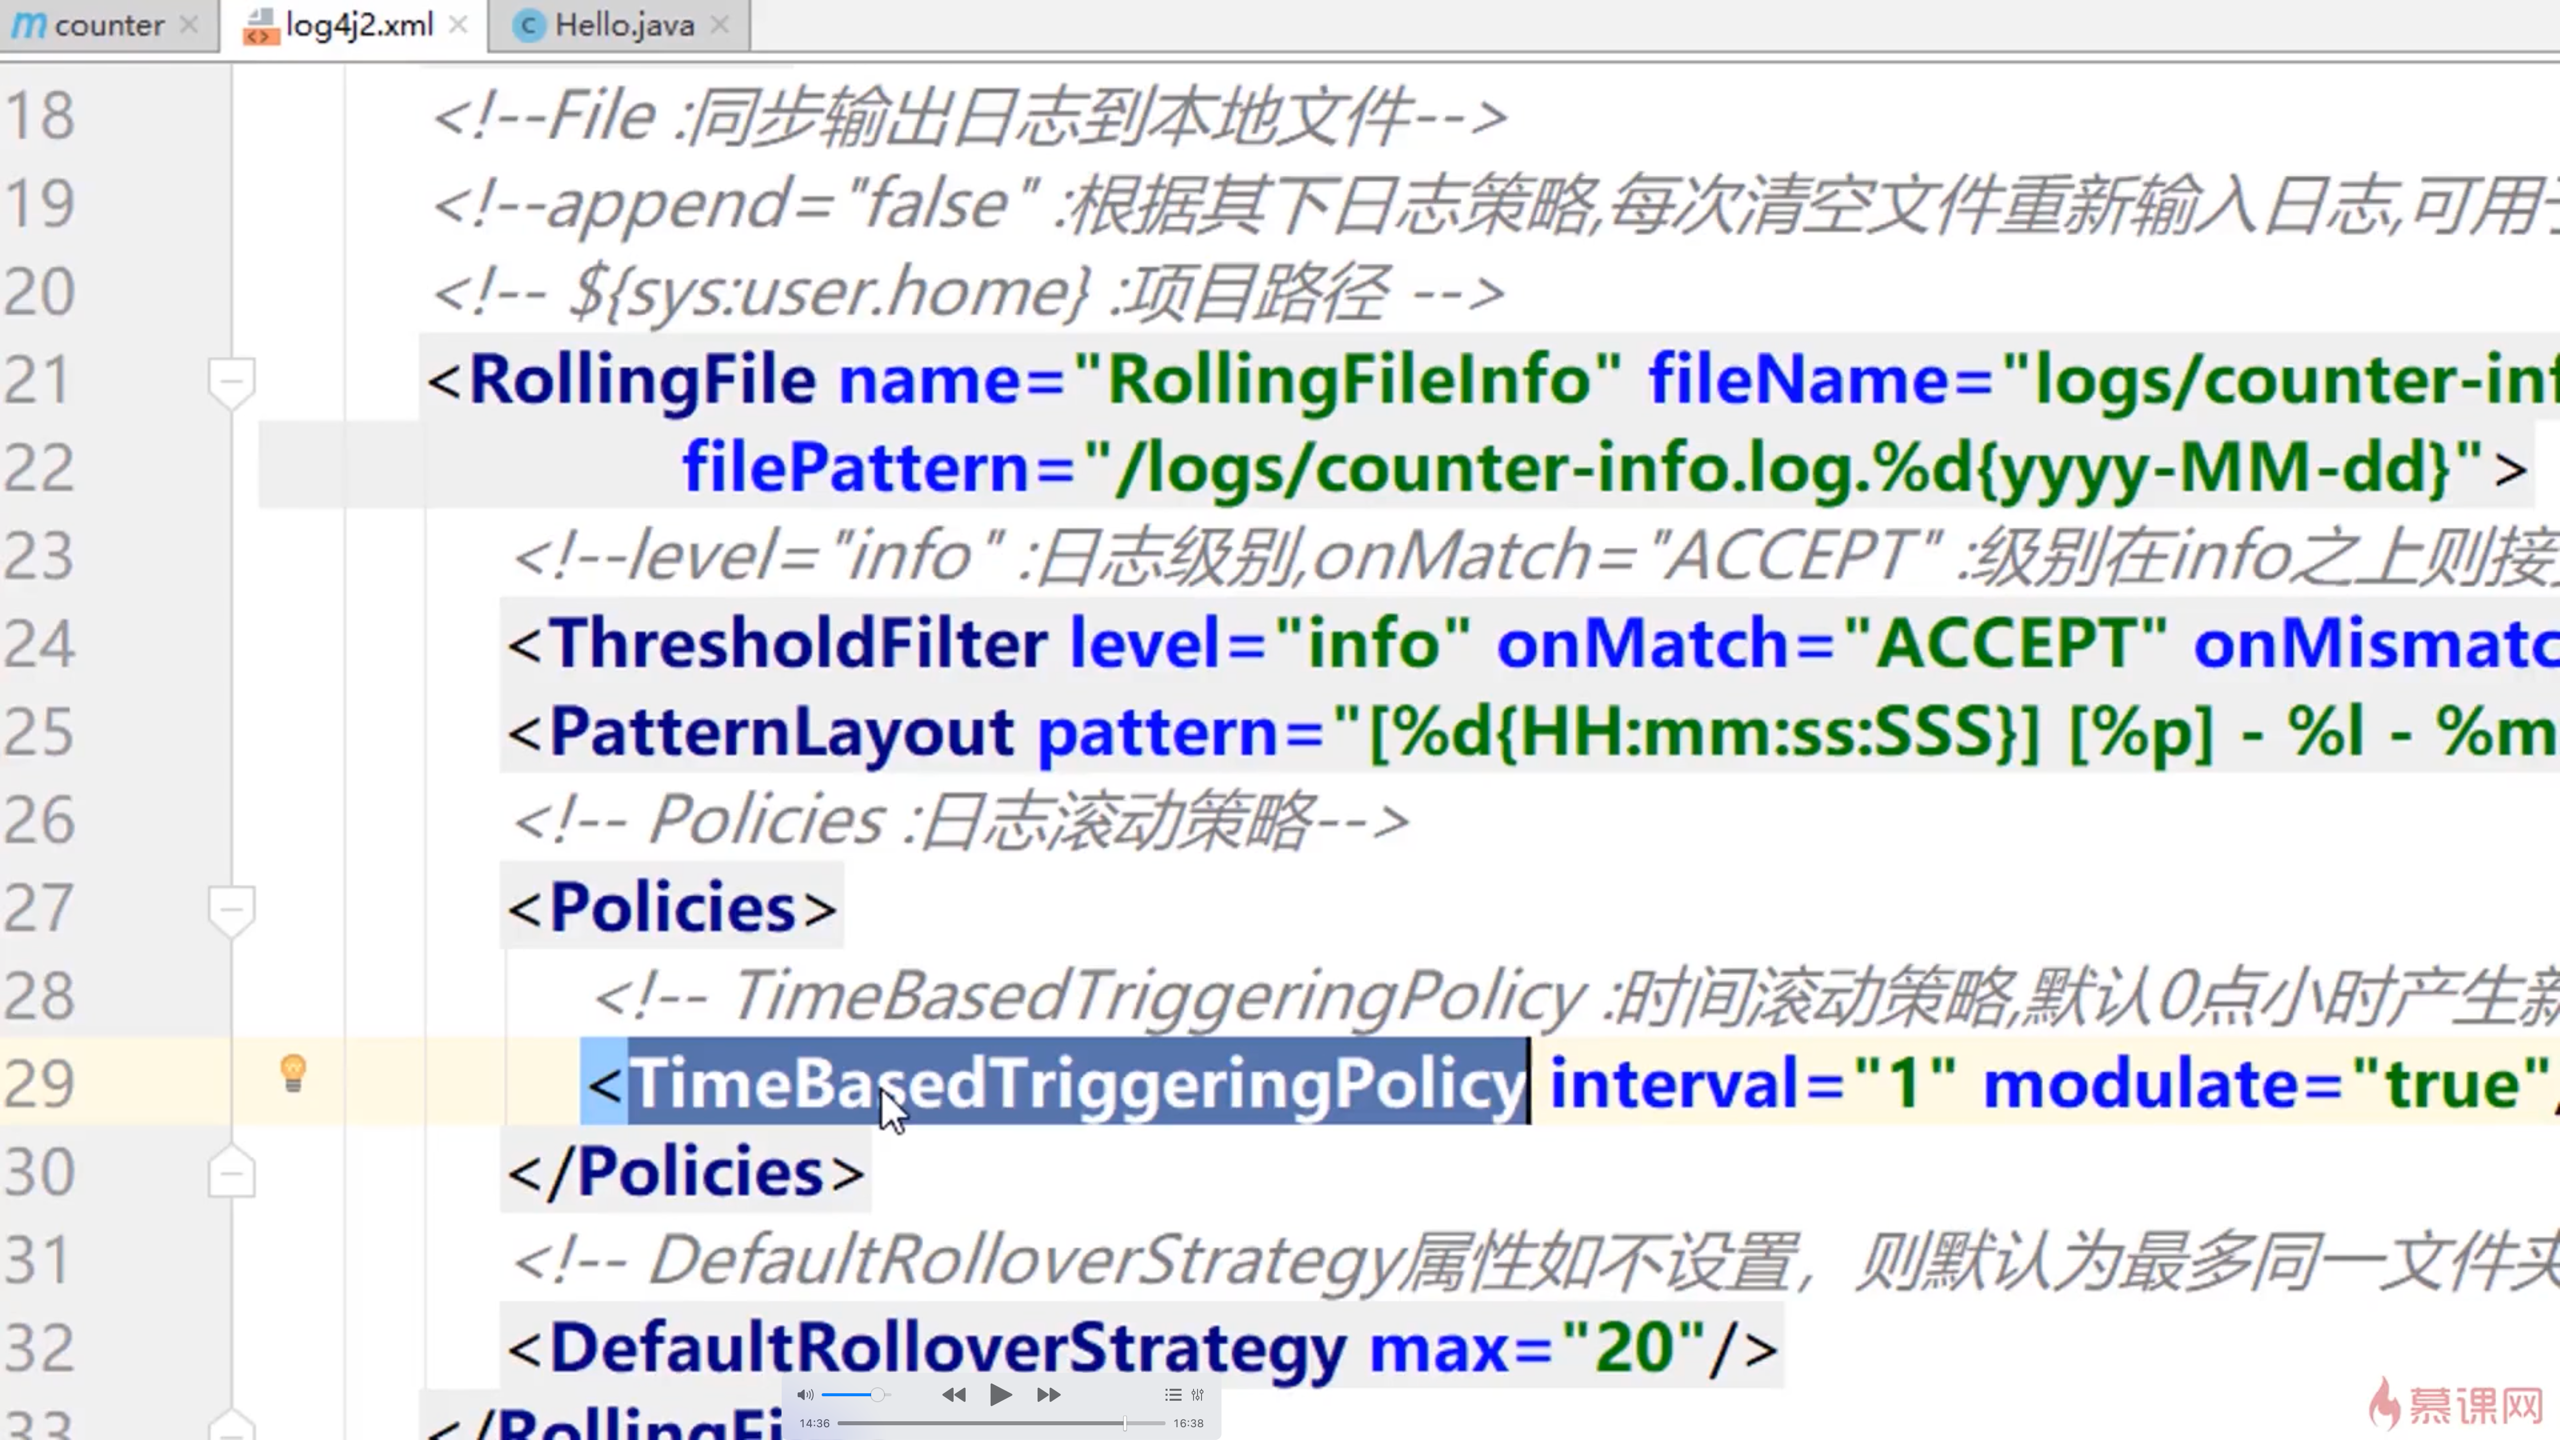 counter
log4j2.xml
Hello.java
18 <!--File :同步输出日志到本地文件-->
19 <!--append="false" :根据其下日志策略,每次清空文件重新输入日志,可用
20 <!-- ${sys:user.home} :项目路径 -->
21 <RollingFile name="RollingFileInfo" fileName="logs/counter-inf
22 filePattern="/logs/counter-info.log.%d{yyyy-MM-dd}">
23 <!--level="info" :日志级别,onMatch="ACCEPT" :级别在info之上则接
24 <ThresholdFilter level="info" onMatch="ACCEPT" onMismatc
25 <PatternLayout pattern="[%d{HH:mm:ss:SSS}] [%p] - %l - %m
26 <!-- Policies :日志滚动策略-->
27 <Policies>
28 <!-- TimeBasedTriggeringPolicy :时间滚动策略,默认0点小时产生
29 <TimeBasedTriggeringPolicy interval="1" modulate="true"
30 </Policies>
31 <!-- DefaultRolloverStrategy属性如不设置，则默认为最多同一文件夹
32 <DefaultRolloverStrategy max="20"/>
33 </RollingFi
14:36
16:38
慕课网